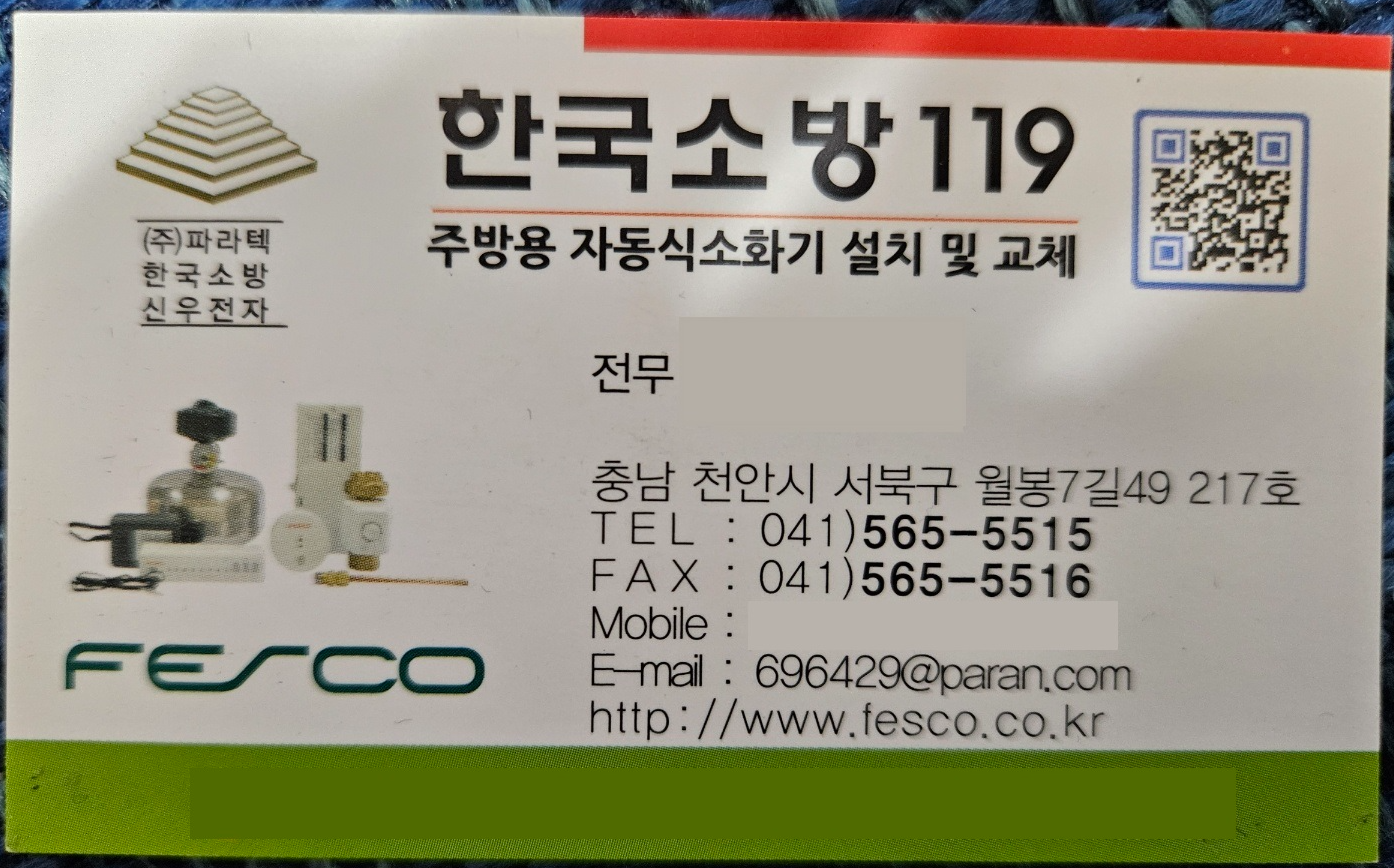 한국소방119
주방용 자동식소화기 설치 및 교체
(주)파라텍
한국소방
신우전자
전무
충남 천안시 서북구 월봉7길49 217호
TEL : 041)565-5515
FAX : 041)565-5516
Mobile :
E-mail : 696429@paran.com
http://www.fesco.co.kr
FESCO